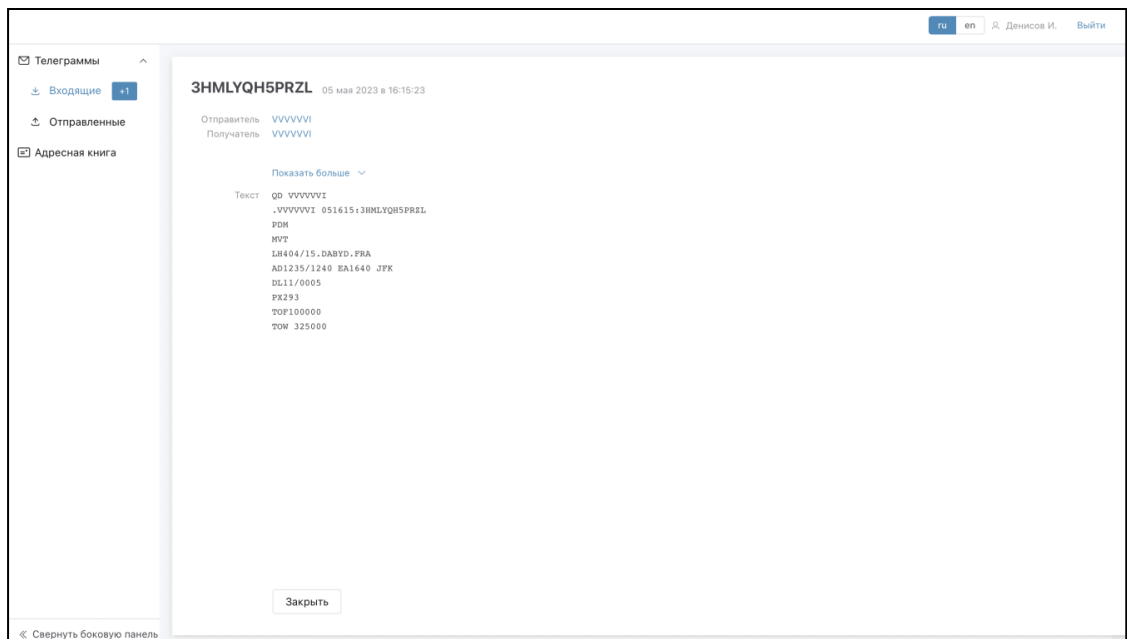 ru en Денисов И. Выйти
Телеграммы
Входящие +1
Отправленные
Адресная книга
3HMLYQH5PRZL 05 мая 2023 в 16:15:23
Отправитель VVVVVVI
Получатель VVVVVVI
Показать больше
Текст QD VVVVVVI
.VVVVVVI 051615:3HMLYQH5PRZL
PDM
MVT
LH404/15.DABYD.FRA
AD1235/1240 EA1640 JFK
DL11/0005
PX293
TOF100000
TOW 325000
Закрыть
Свернуть боковую панель